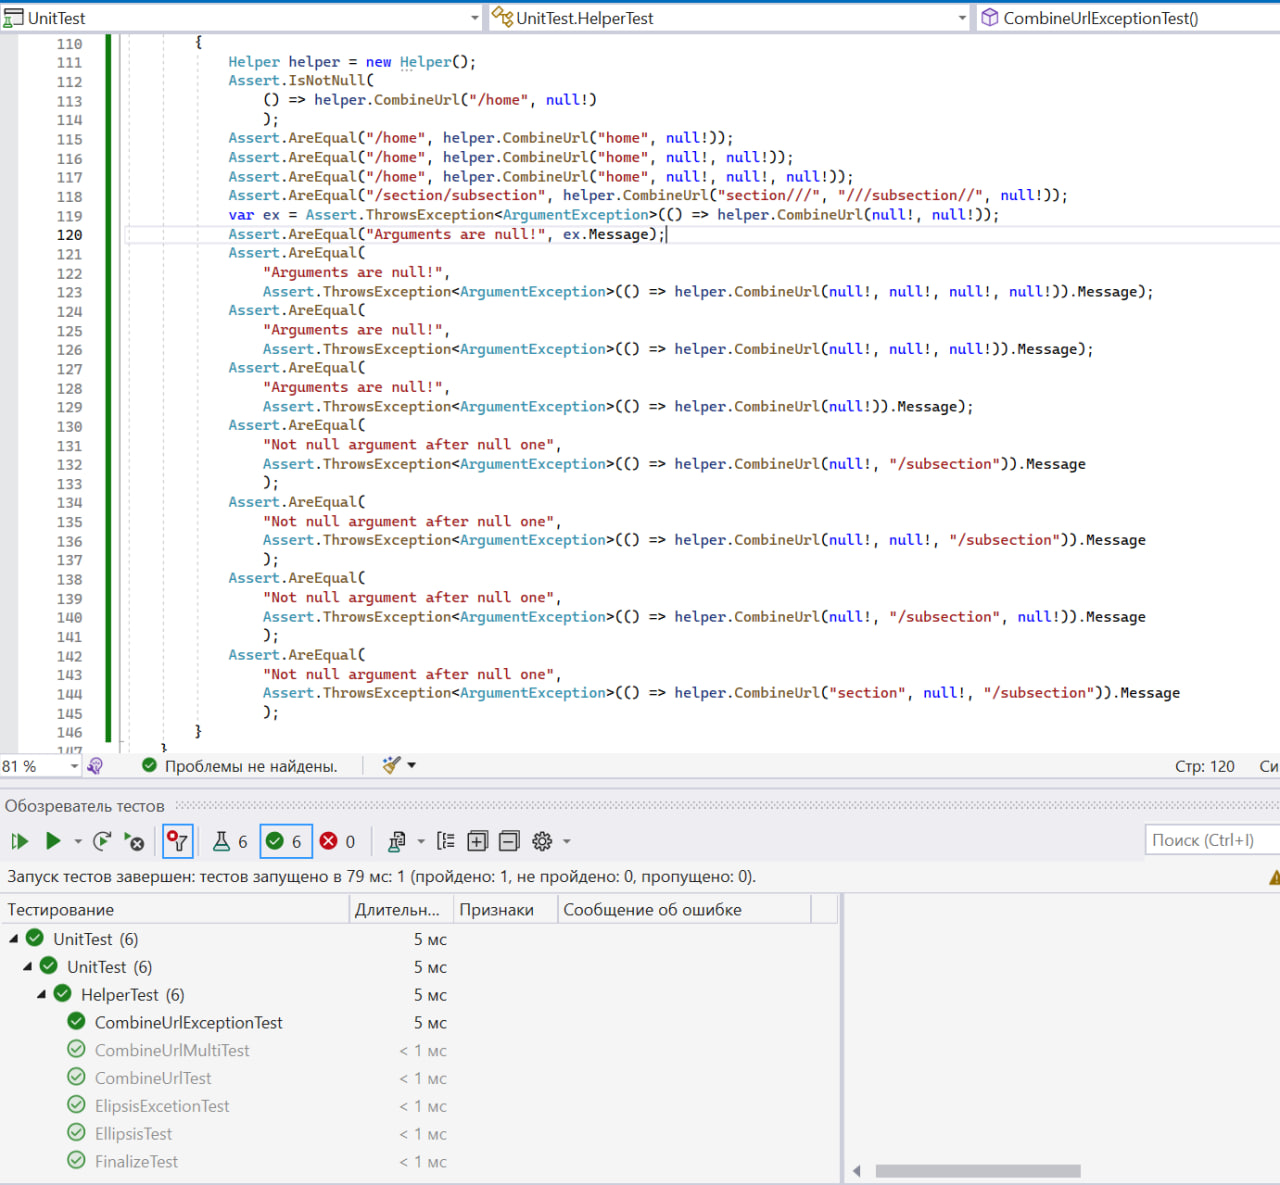 UnitTest
UnitTest.HelperTest
CombineUrlExceptionTest()
110 {
111 Helper helper = new Helper();
112 Assert.IsNotNull(
113 () => helper.CombineUrl("/home", null!)
114 );
115 Assert.AreEqual("/home", helper.CombineUrl("home", null!));
116 Assert.AreEqual("/home", helper.CombineUrl("home", null!, null!));
117 Assert.AreEqual("/home", helper.CombineUrl("home", null!, null!, null!));
118 Assert.AreEqual("/section/subsection", helper.CombineUrl("section///", "///subsection//", null!));
119 var ex = Assert.ThrowsException<ArgumentException>(() => helper.CombineUrl(null!, null!));
120 Assert.AreEqual("Arguments are null!", ex.Message);
121 Assert.AreEqual(
122 "Arguments are null!",
123 Assert.ThrowsException<ArgumentException>(() => helper.CombineUrl(null!, null!, null!, null!)).Message);
124 Assert.AreEqual(
125 "Arguments are null!",
126 Assert.ThrowsException<ArgumentException>(() => helper.CombineUrl(null!, null!, null!)).Message);
127 Assert.AreEqual(
128 "Arguments are null!",
129 Assert.ThrowsException<ArgumentException>(() => helper.CombineUrl(null!)).Message);
130 Assert.AreEqual(
131 "Not null argument after null one",
132 Assert.ThrowsException<ArgumentException>(() => helper.CombineUrl(null!, "/subsection")).Message
133 );
134 Assert.AreEqual(
135 "Not null argument after null one",
136 Assert.ThrowsException<ArgumentException>(() => helper.CombineUrl(null!, null!, "/subsection")).Message
137 );
138 Assert.AreEqual(
139 "Not null argument after null one",
140 Assert.ThrowsException<ArgumentException>(() => helper.CombineUrl(null!, "/subsection", null!)).Message
141 );
142 Assert.AreEqual(
143 "Not null argument after null one",
144 Assert.ThrowsException<ArgumentException>(() => helper.CombineUrl("section", null!, "/subsection")).Message
145 );
146 }
147 }
81 % Проблемы не найдены. Стр: 120 Си
Обозреватель тестов
6 6 0 Поиск (Ctrl+I)
Запуск тестов завершен: тестов запущено в 79 мс: 1 (пройдено: 1, не пройдено: 0, пропущено: 0).
Тестирование Длительн... Признаки Сообщение об ошибке
UnitTest (6) 5 мс
UnitTest (6) 5 мс
HelperTest (6) 5 мс
CombineUrlExceptionTest 5 мс
CombineUrlMultiTest < 1 мс
CombineUrlTest < 1 мс
ElipsisExcetionTest < 1 мс
EllipsisTest < 1 мс
FinalizeTest < 1 мс